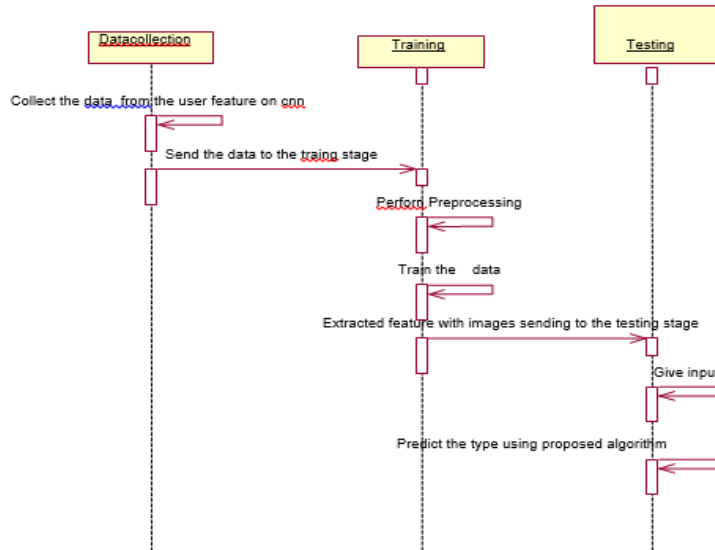 Datacollection
Training
Testing
Collect the data from the user feature on cnn
Send the data to the traing stage
Perforn Preprocessing
Train the data
Extracted feature with images sending to the testing stage
Give inpu
Predict the type using proposed algorithm